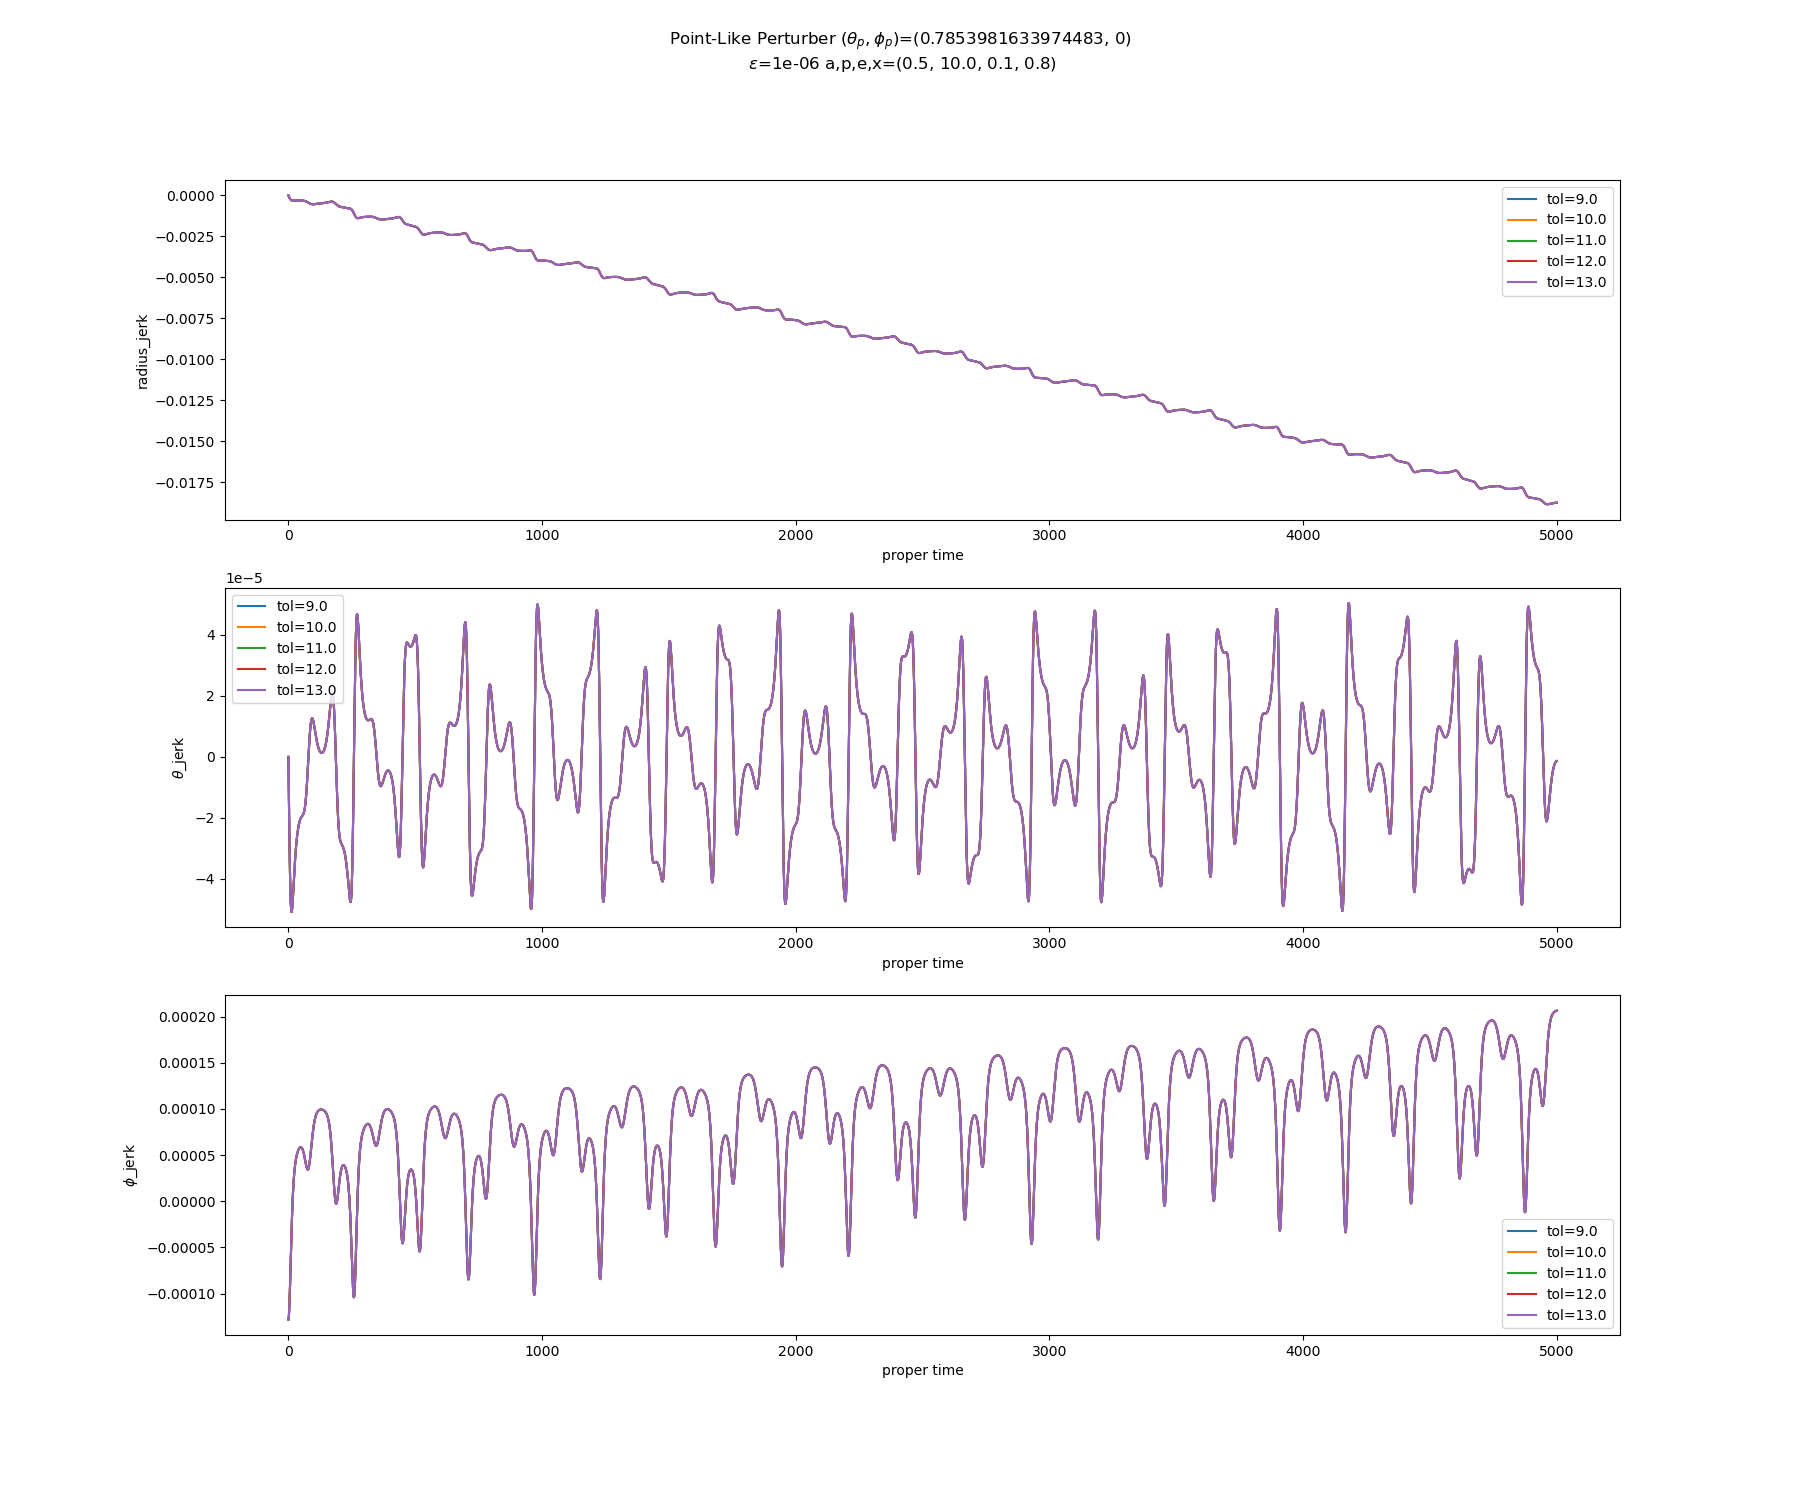 Point-Like Perturber (θp, ϕp)=(0.7853981633974483, 0)
ε=1e-06 a,p,e,x=(0.5, 10.0, 0.1, 0.8)
0.0000
−0.0025
−0.0050
−0.0075
−0.0100
−0.0125
−0.0150
−0.0175
radius_jerk
tol=9.0
tol=10.0
tol=11.0
tol=12.0
tol=13.0
0 1000 2000 3000 4000 5000
proper time
1e−5
4
2
0
−2
−4
θ_jerk
tol=9.0
tol=10.0
tol=11.0
tol=12.0
tol=13.0
0 1000 2000 3000 4000 5000
proper time
0.00020
0.00015
0.00010
0.00005
0.00000
−0.00005
−0.00010
ϕ_jerk
tol=9.0
tol=10.0
tol=11.0
tol=12.0
tol=13.0
0 1000 2000 3000 4000 5000
proper time